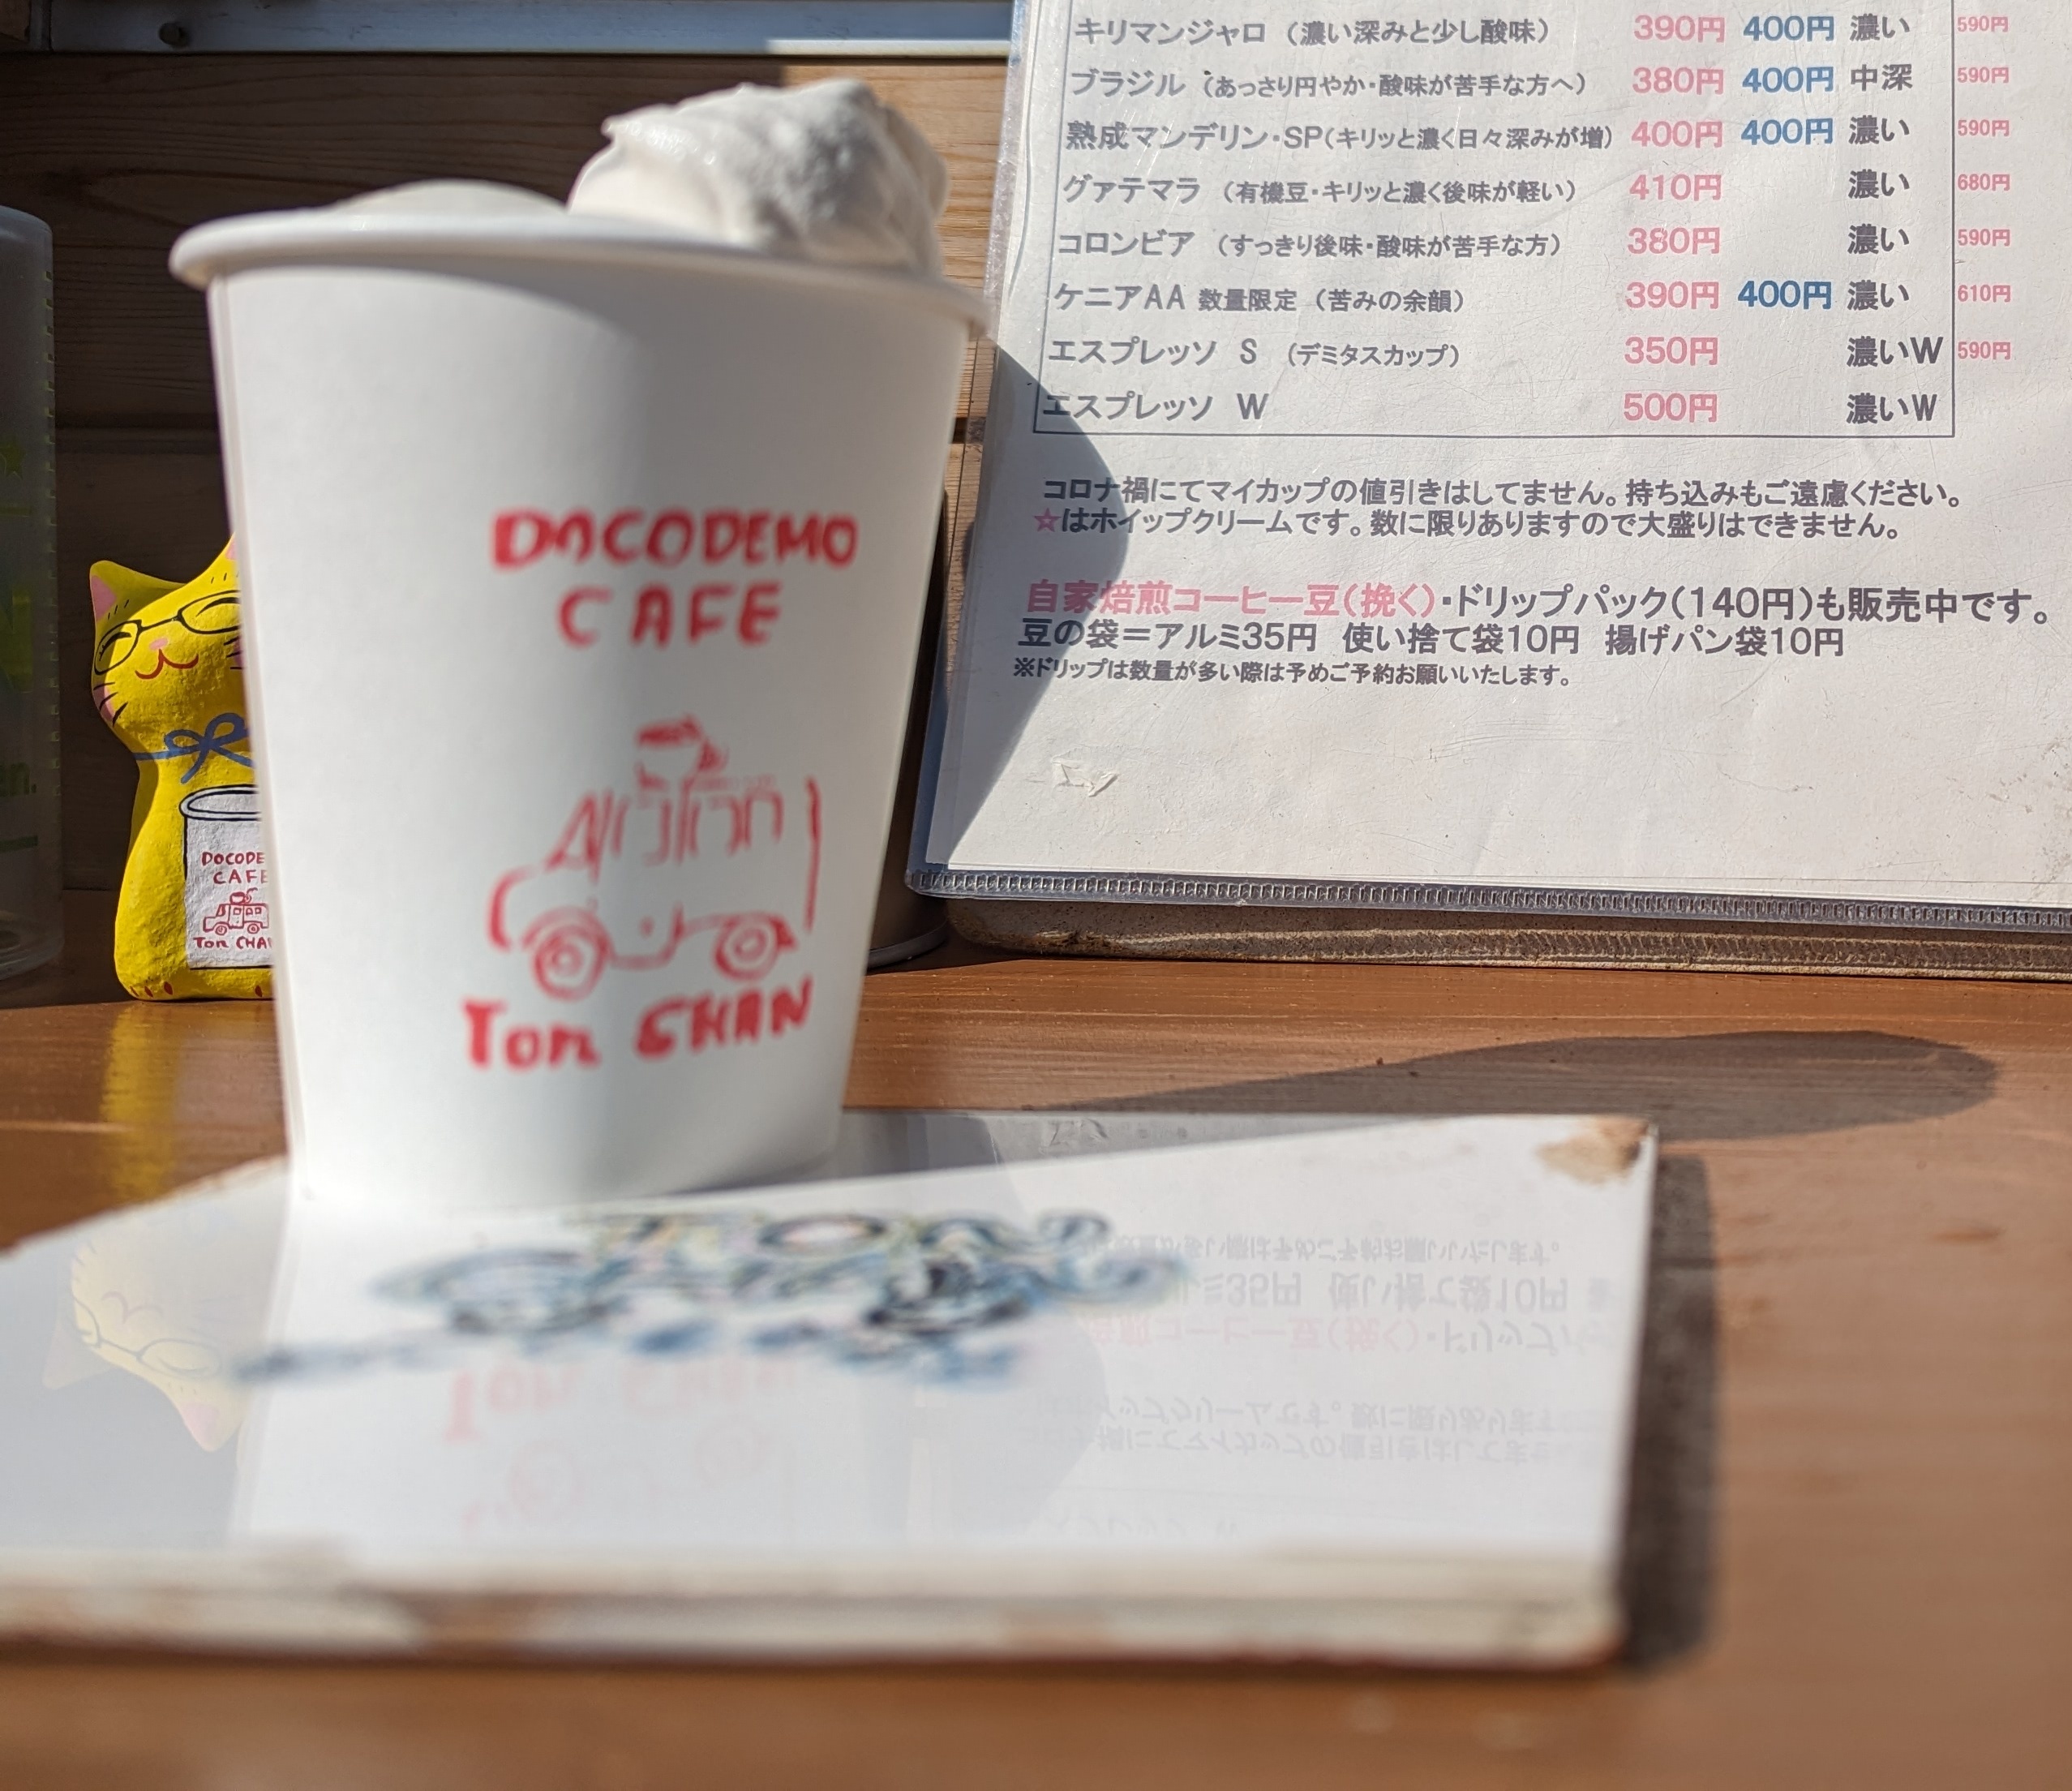 キリマンジャロ (濃い深みと少し酸味) 390円 400円 濃い 590円
ブラジル (あっさり円やか・酸味が苦手な方へ) 380円 400円 中深 590円
熟成マンデリン・SP(キリッと濃く日々深みが増) 400円 400円 濃い 590円
グァテマラ (有機豆・キリッと濃く後味が軽い) 410円 濃い 680円
コロンビア (すっきり後味・酸味が苦手な方) 380円 濃い 590円
ケニアAA 数量限定 (苦みの余韻) 390円 400円 濃い 610円
エスプレッソ S (デミタスカップ) 350円 濃いW 590円
エスプレッソ W 500円 濃いW
コロナ禍にてマイカップの値引きはしてません。持ち込みもご遠慮ください。
☆はホイップクリームです。数に限りありますので大盛りはできません。
自家焙煎コーヒー豆(挽く)・ドリップパック(140円)も販売中です。
豆の袋=アルミ35円 使い捨て袋10円 揚げパン袋10円
※ドリップは数量が多い際は予めご予約お願いいたします。
DOCODEMO
CAFE
Tom CHAN
DOCODE
CAFE
Tom CHA